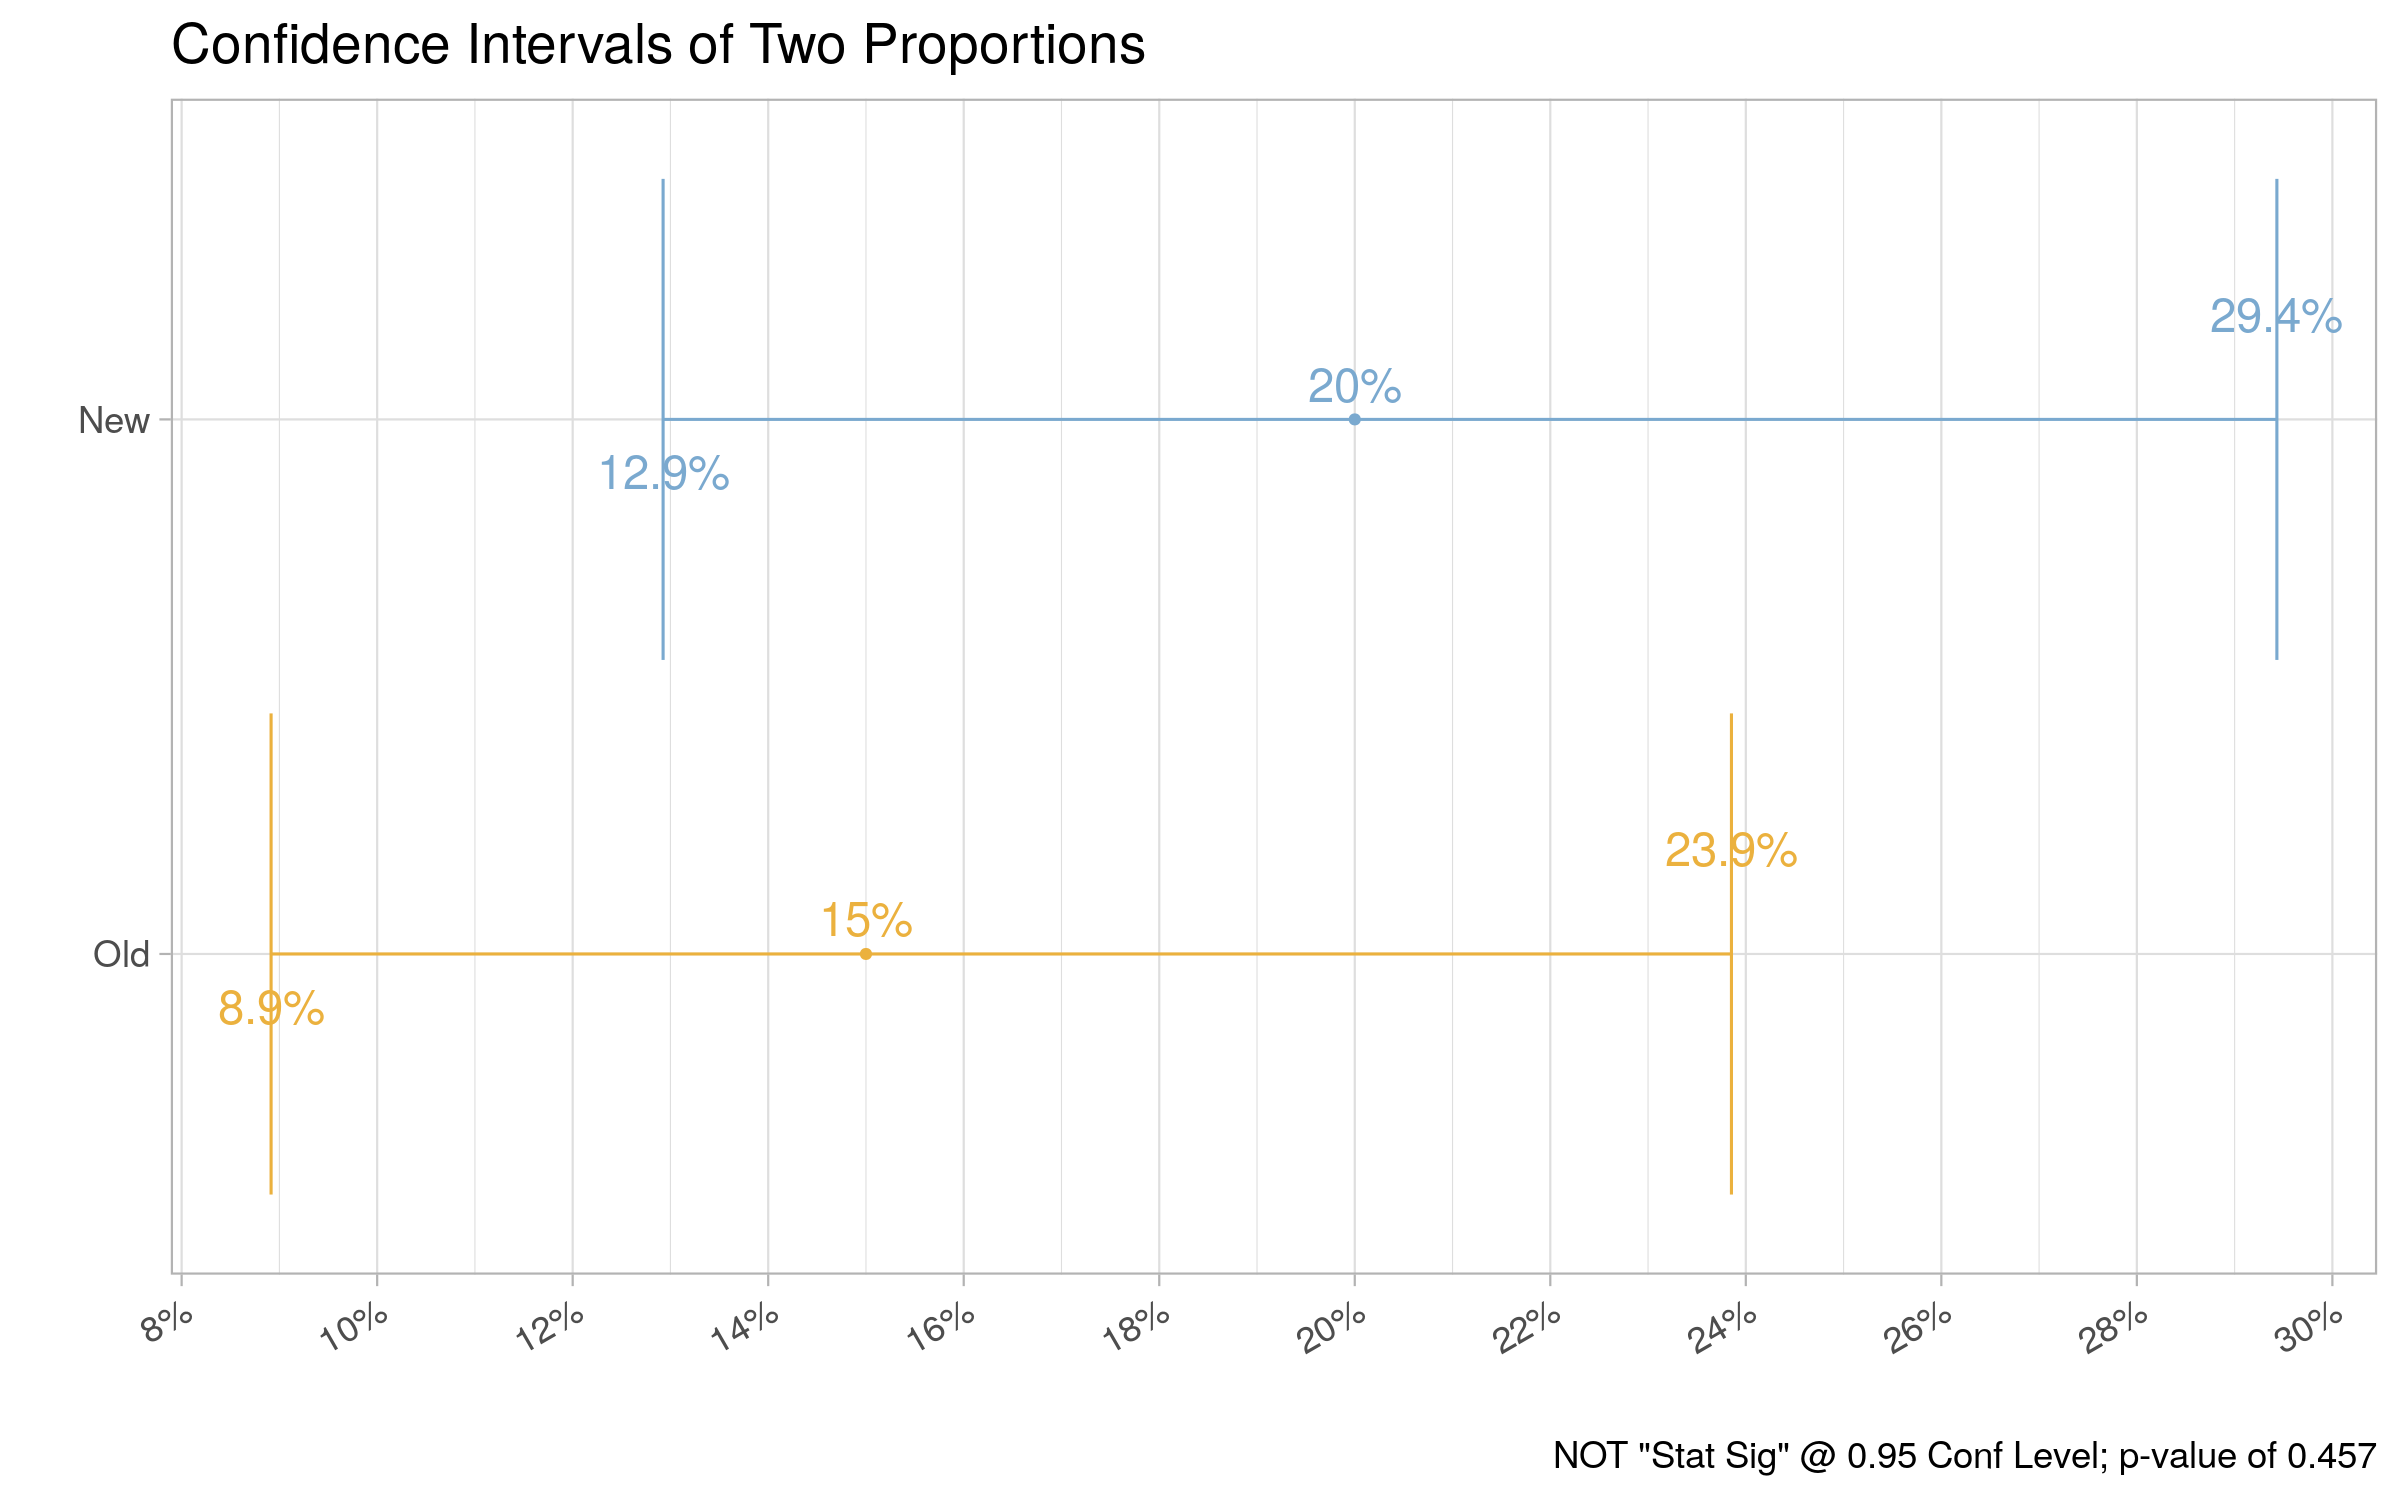 Confidence Intervals of Two Proportions
29.4%
20%
New
12.9%
23.9%
15%
Old
8.9%
8% 10% 12% 14% 16% 18% 20% 22% 24% 26% 28% 30%
NOT "Stat Sig" @ 0.95 Conf Level; p-value of 0.457